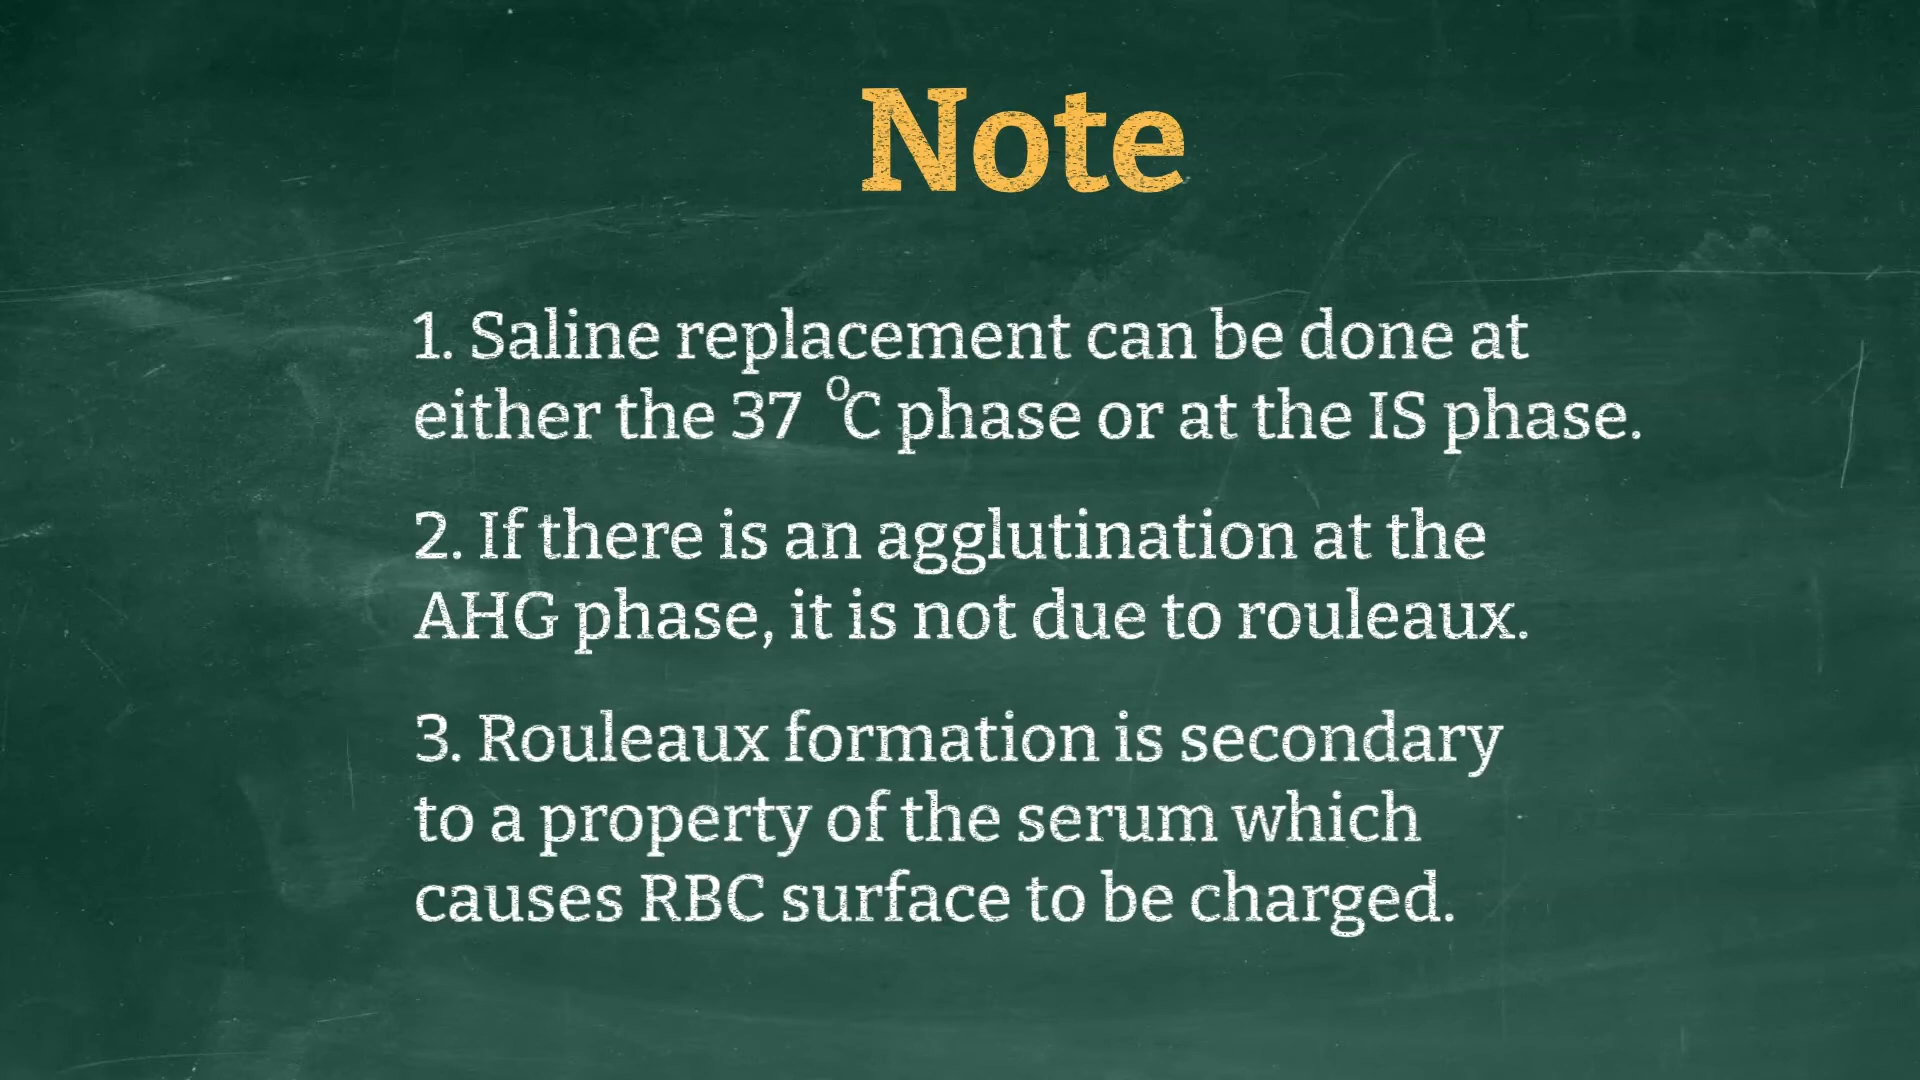 Note
1. Saline replacement can be done at
either the 37 °C phase or at the IS phase.
2. If there is an agglutination at the
AHG phase, it is not due to rouleaux.
3. Rouleaux formation is secondary
to a property of the serum which
causes RBC surface to be charged.